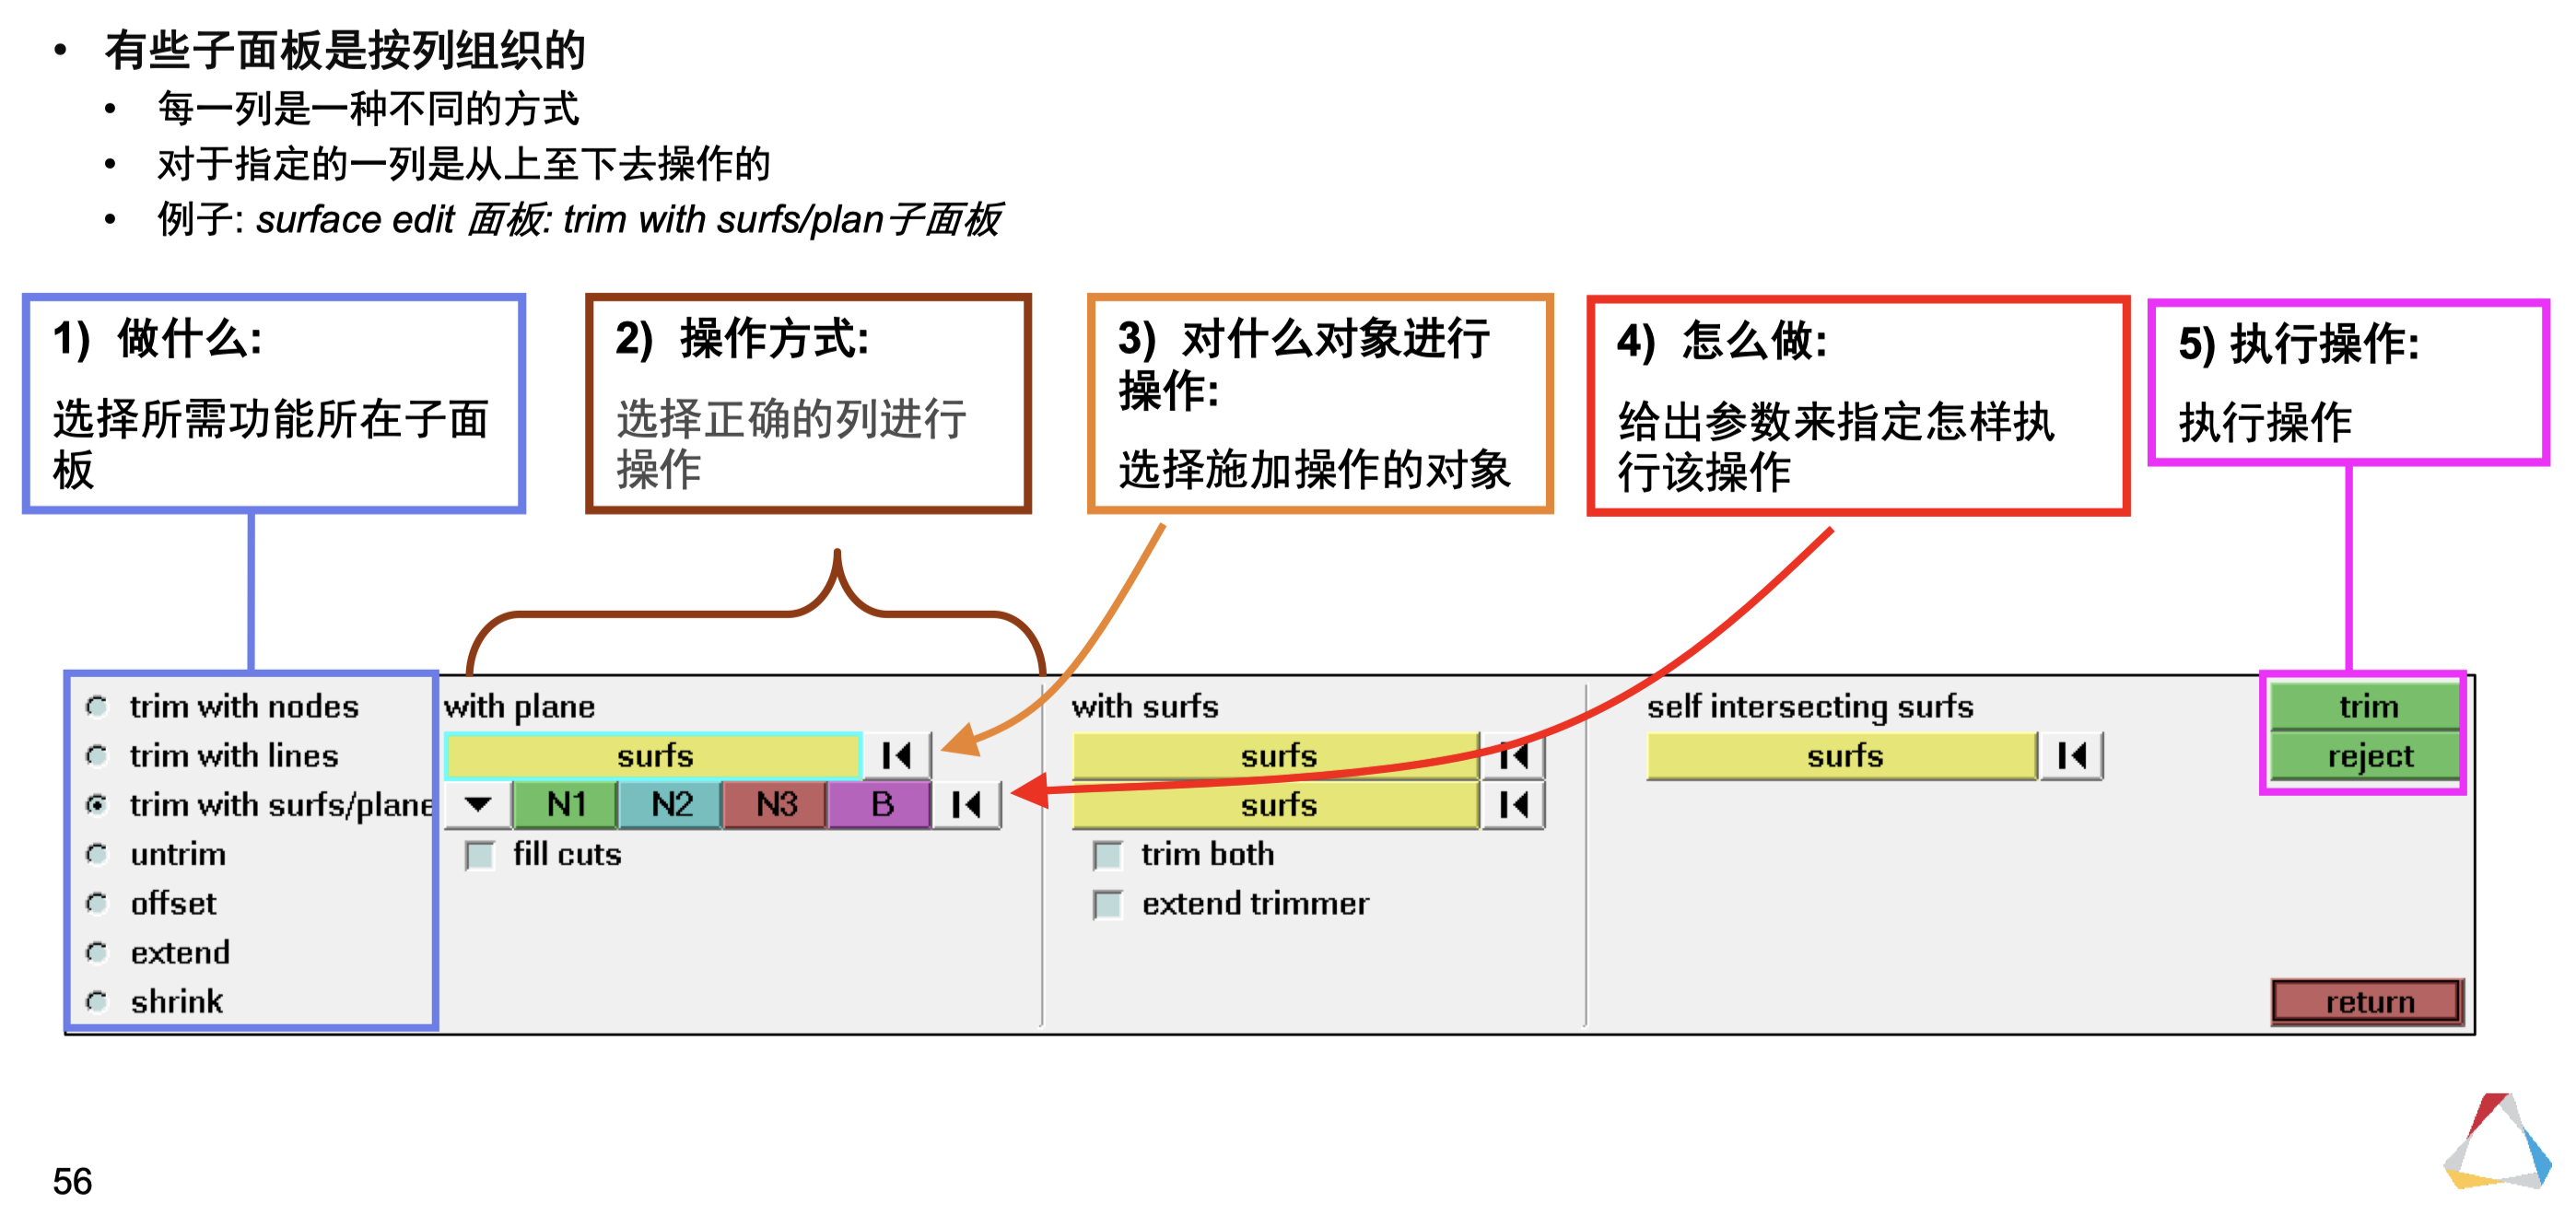 • 有些子面板是按列组织的
• 每一列是一种不同的方式
• 对于指定的一列是从上至下去操作的
• 例子: surface edit 面板: trim with surfs/plan子面板
1) 做什么:
选择所需功能所在子面
板
2) 操作方式:
选择正确的列进行
操作
3) 对什么对象进行
操作:
选择施加操作的对象
4) 怎么做:
给出参数来指定怎样执
行该操作
5) 执行操作:
执行操作
trim with nodes
trim with lines
trim with surfs/plane
untrim
offset
extend
shrink
with plane
surfs
N1 N2 N3 B
fill cuts
with surfs
surfs
surfs
trim both
extend trimmer
self intersecting surfs
surfs
trim
reject
return
56